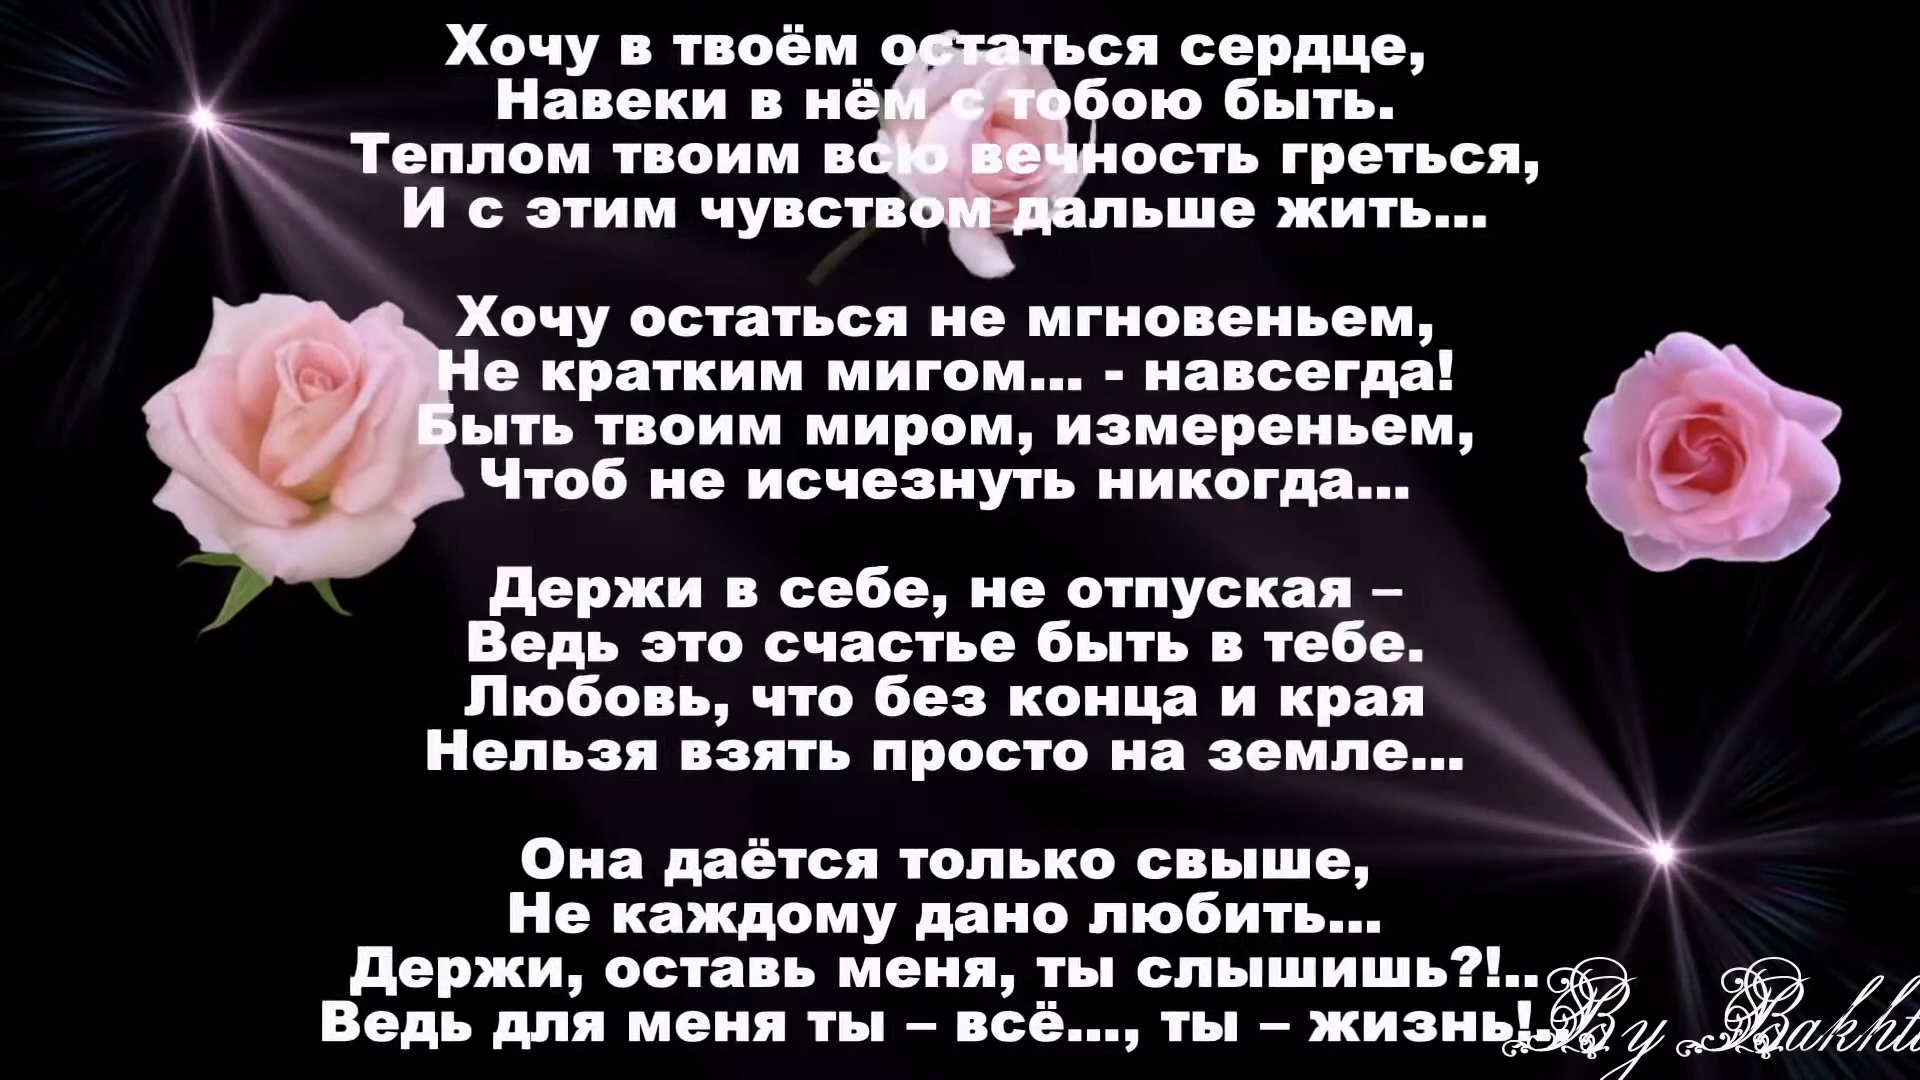 Хочу в твоём остаться сердце,
Навеки в нём с тобою быть.
Теплом твоим всю вечность греться,
И с этим чувством дальше жить...
Хочу остаться не мгновеньем,
Не кратким мигом... - навсегда!
Быть твоим миром, измереньем,
Чтоб не исчезнуть никогда...
Держи в себе, не отпуская –
Ведь это счастье быть в тебе.
Любовь, что без конца и края
Нельзя взять просто на земле...
Она даётся только свыше,
Не каждому дано любить...
Держи, оставь меня, ты слышишь?!..
Ведь для меня ты – всё..., ты – жизнь!..
By